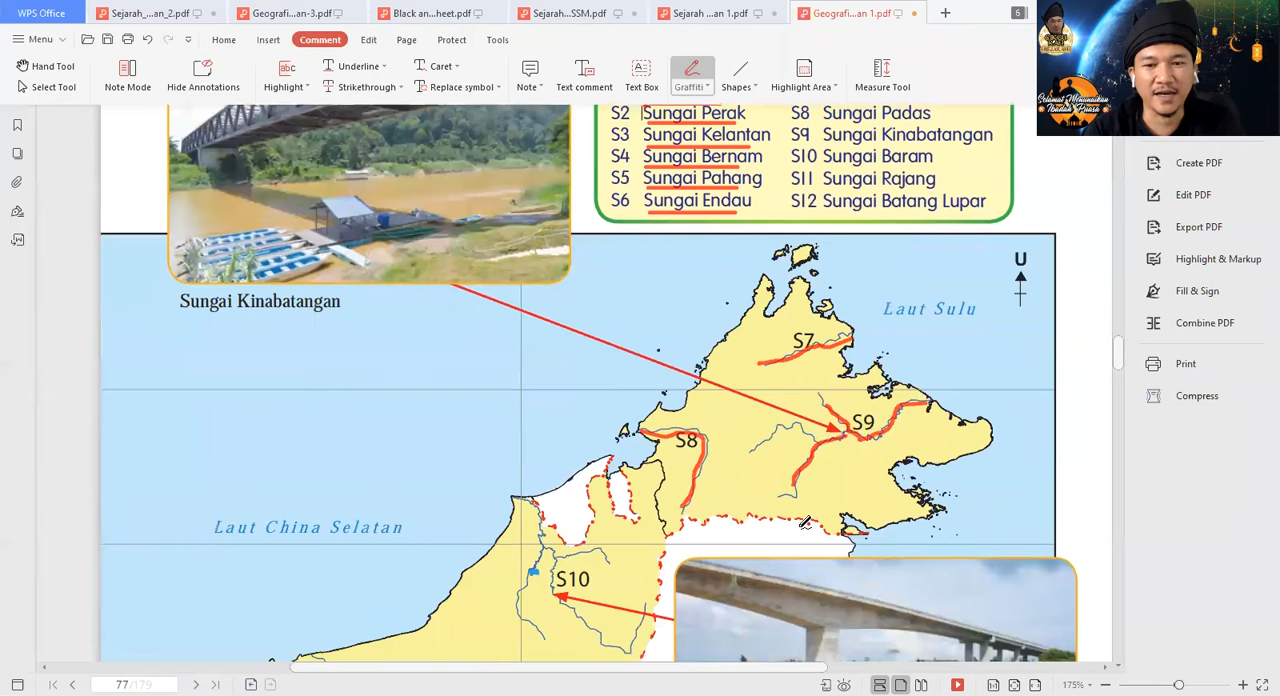 WPS Office
Sejarah_...an_2.pdf
Geografi...an-3.pdf
Black an...heet.pdf
Sejarah...SSM.pdf
Sejarah ...an 1.pdf
Geografi...an 1.pdf
6
Menu
Home
Insert
Comment
Edit
Page
Protect
Tools
Hand Tool
Select Tool
Note Mode
Hide Annotations
Highlight
Underline
Strikethrough
Caret
Replace symbol
Note
Text comment
Text Box
Graffiti
Shapes
Highlight Area
Measure Tool
Selamat Menunaikan
Ibadah Puasa
S2 Sungai Perak
S3 Sungai Kelantan
S4 Sungai Bernam
S5 Sungai Pahang
S6 Sungai Endau
S8 Sungai Padas
S9 Sungai Kinabatangan
S10 Sungai Baram
S11 Sungai Rajang
S12 Sungai Batang Lupar
Sungai Kinabatangan
U
Laut Sulu
S7
S9
S8
Laut China Selatan
S10
Create PDF
Edit PDF
Export PDF
Highlight & Markup
Fill & Sign
Combine PDF
Print
Compress
77/179
175%